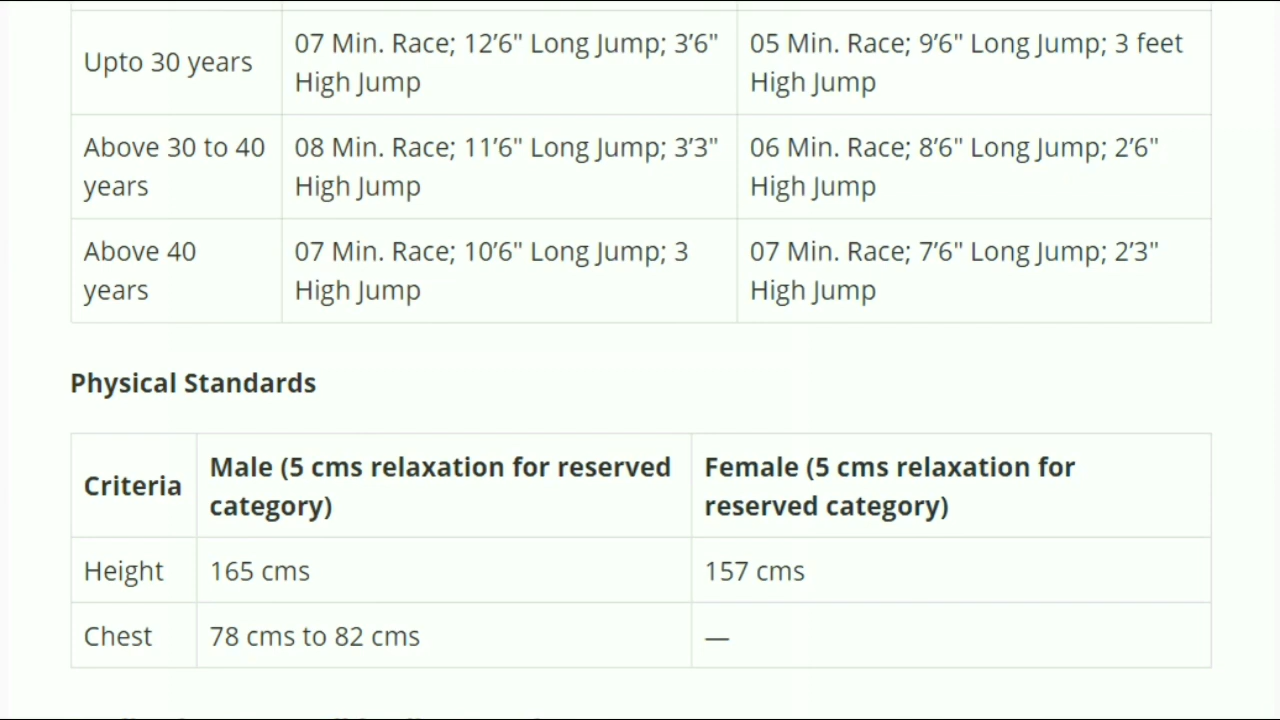 Upto 30 years
07 Min. Race; 12’6" Long Jump; 3’6"
High Jump
05 Min. Race; 9’6" Long Jump; 3 feet
High Jump
Above 30 to 40
years
08 Min. Race; 11’6" Long Jump; 3’3"
High Jump
06 Min. Race; 8’6" Long Jump; 2’6"
High Jump
Above 40
years
07 Min. Race; 10’6" Long Jump; 3
High Jump
07 Min. Race; 7’6" Long Jump; 2’3"
High Jump
Physical Standards
Criteria
Male (5 cms relaxation for reserved
category)
Female (5 cms relaxation for
reserved category)
Height
165 cms
157 cms
Chest
78 cms to 82 cms
—